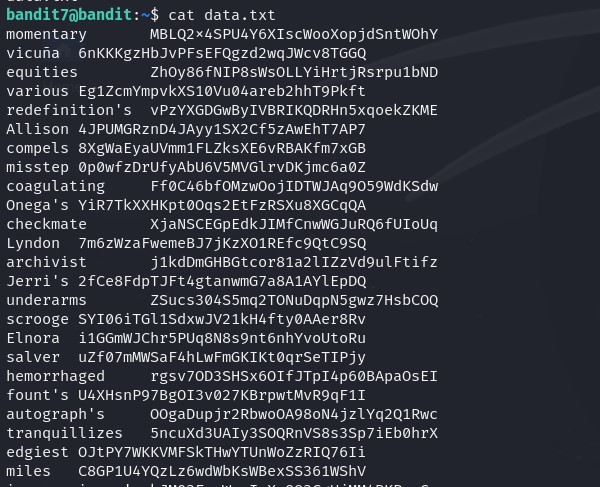 bandit7@bandit:~$ cat data.txt
momentary MBLQ2×4SPU4Y6XIscWooXopjdSntWOhY
vicuña 6nKKKgzHbJvPFsEFQgzd2wqJWcv8TGGQ
equities ZhOy86fNIP8sWsOLLYiHrtjRsrpu1bND
various Eg1ZcmYmpvkXS10Vu04areb2hhT9Pkft
redefinition's vPzYXGDGwByIVBRIKQDRHn5xqoekZKME
Allison 4JPUMGRznD4JAyy1SX2Cf5zAwEhT7AP7
compels 8XgWaEyaUVmm1FLZksXE6vRBAKfm7xGB
misstep 0p0wfzDrUfyAbU6V5MVGlrvDKjmc6a0Z
coagulating Ff0C46bfOMzwOojIDTWJAq9O59WdKSdw
Onega's YiR7TkXXHKpt0Oqs2EtFzRSXu8XGCqQA
checkmate XjaNSCEGpEdkJIMfCnwWGJuRQ6fUIoUq
Lyndon 7m6zWzaFwemeBJ7jKzXO1REfc9QtC9SQ
archivist j1kdDmGHBGtcor81a2lIZzVd9ulFtifz
Jerri's 2fCe8FdpTJFt4gtanwmG7a8A1AYlEpDQ
underarms ZSucs304S5mq2TONuDqpN5gwz7HsbCOQ
scrooge SYI06iTGl1SdxwJV21kH4fty0AAer8Rv
Elnora i1GGmWJChr5PUq8N8s9nt6nhYvoUtoRu
salver uZf07mMWSaF4hLwFmGKIKt0qrSeTIPjy
hemorrhaged rgsv7OD3SHSx6OIfJTpI4p60BApaOsEI
fount's U4XHsnP97BgOI3v027KBrpwtMvR9qF1I
autograph's OOgaDupjr2RbwoOA98oN4jzlYq2Q1Rwc
tranquillizes 5ncuXd3UAIy3SOQRnVS8s3Sp7iEb0hrX
edgiest OJtPY7WKKVMFSkTHwYTUnWoZzRIQ76Ii
miles C8GP1U4YQzLz6wdWbKsWBexSS361WShV